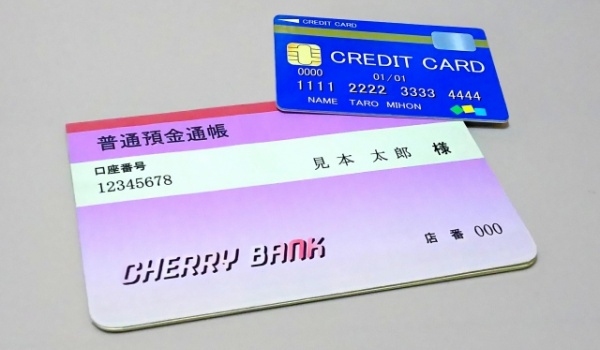 CREDIT CARD
CREDIT CARD
0000
01/01
1111 2222 3333 4444
NAME TARO MIHON
普通預金通帳
口座番号
12345678
見本 太郎 様
CHERRY BANK
店番 000